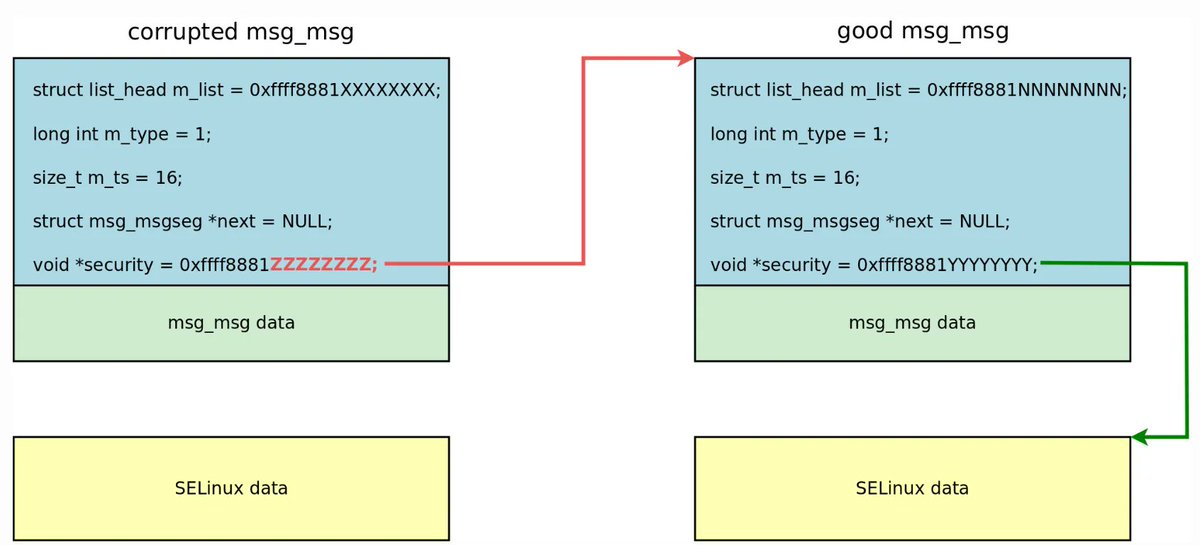 corrupted msg_msg
struct list_head m_list = 0xffff8881XXXXXXXX;
long int m_type = 1;
size_t m_ts = 16;
struct msg_msgseg *next = NULL;
void *security = 0xffff8881ZZZZZZZZ;
msg_msg data
SELinux data
good msg_msg
struct list_head m_list = 0xffff8881NNNNNNNN;
long int m_type = 1;
size_t m_ts = 16;
struct msg_msgseg *next = NULL;
void *security = 0xffff8881YYYYYYYY;
msg_msg data
SELinux data